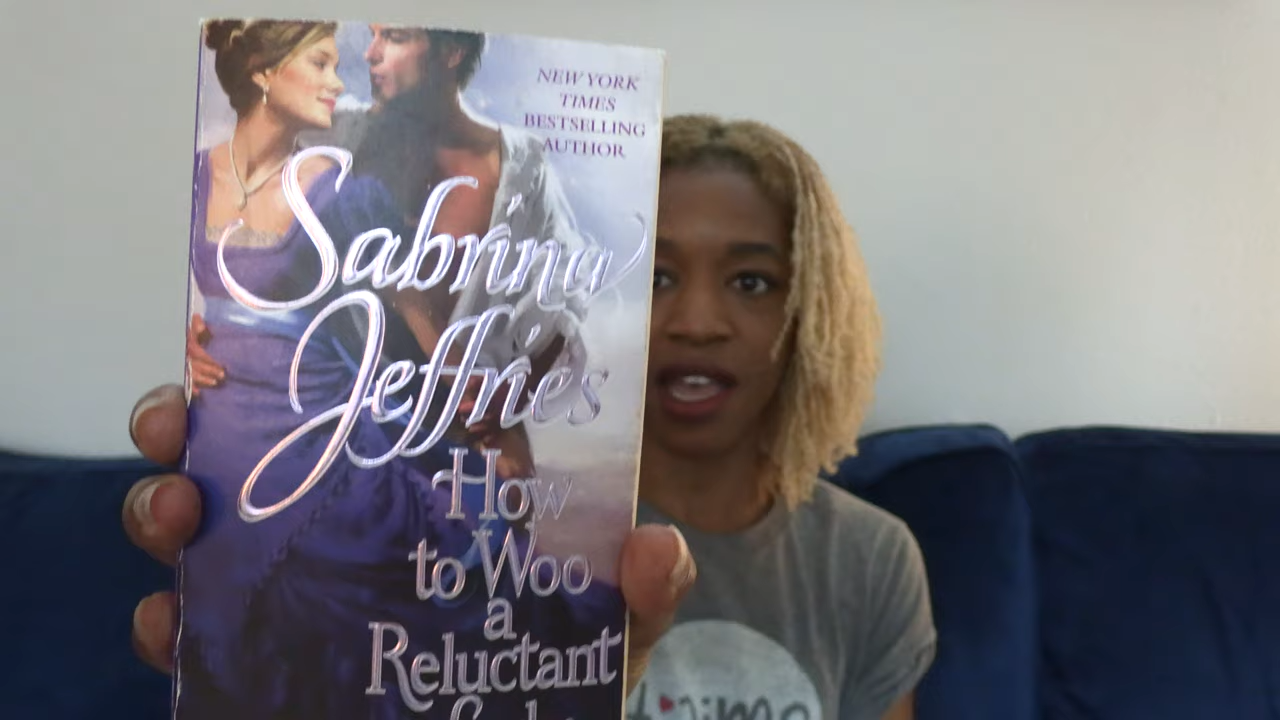 NEW YORK
TIMES
BESTSELLING
AUTHOR
Sabrina
Jeffries
How
to Woo
a
Reluctant